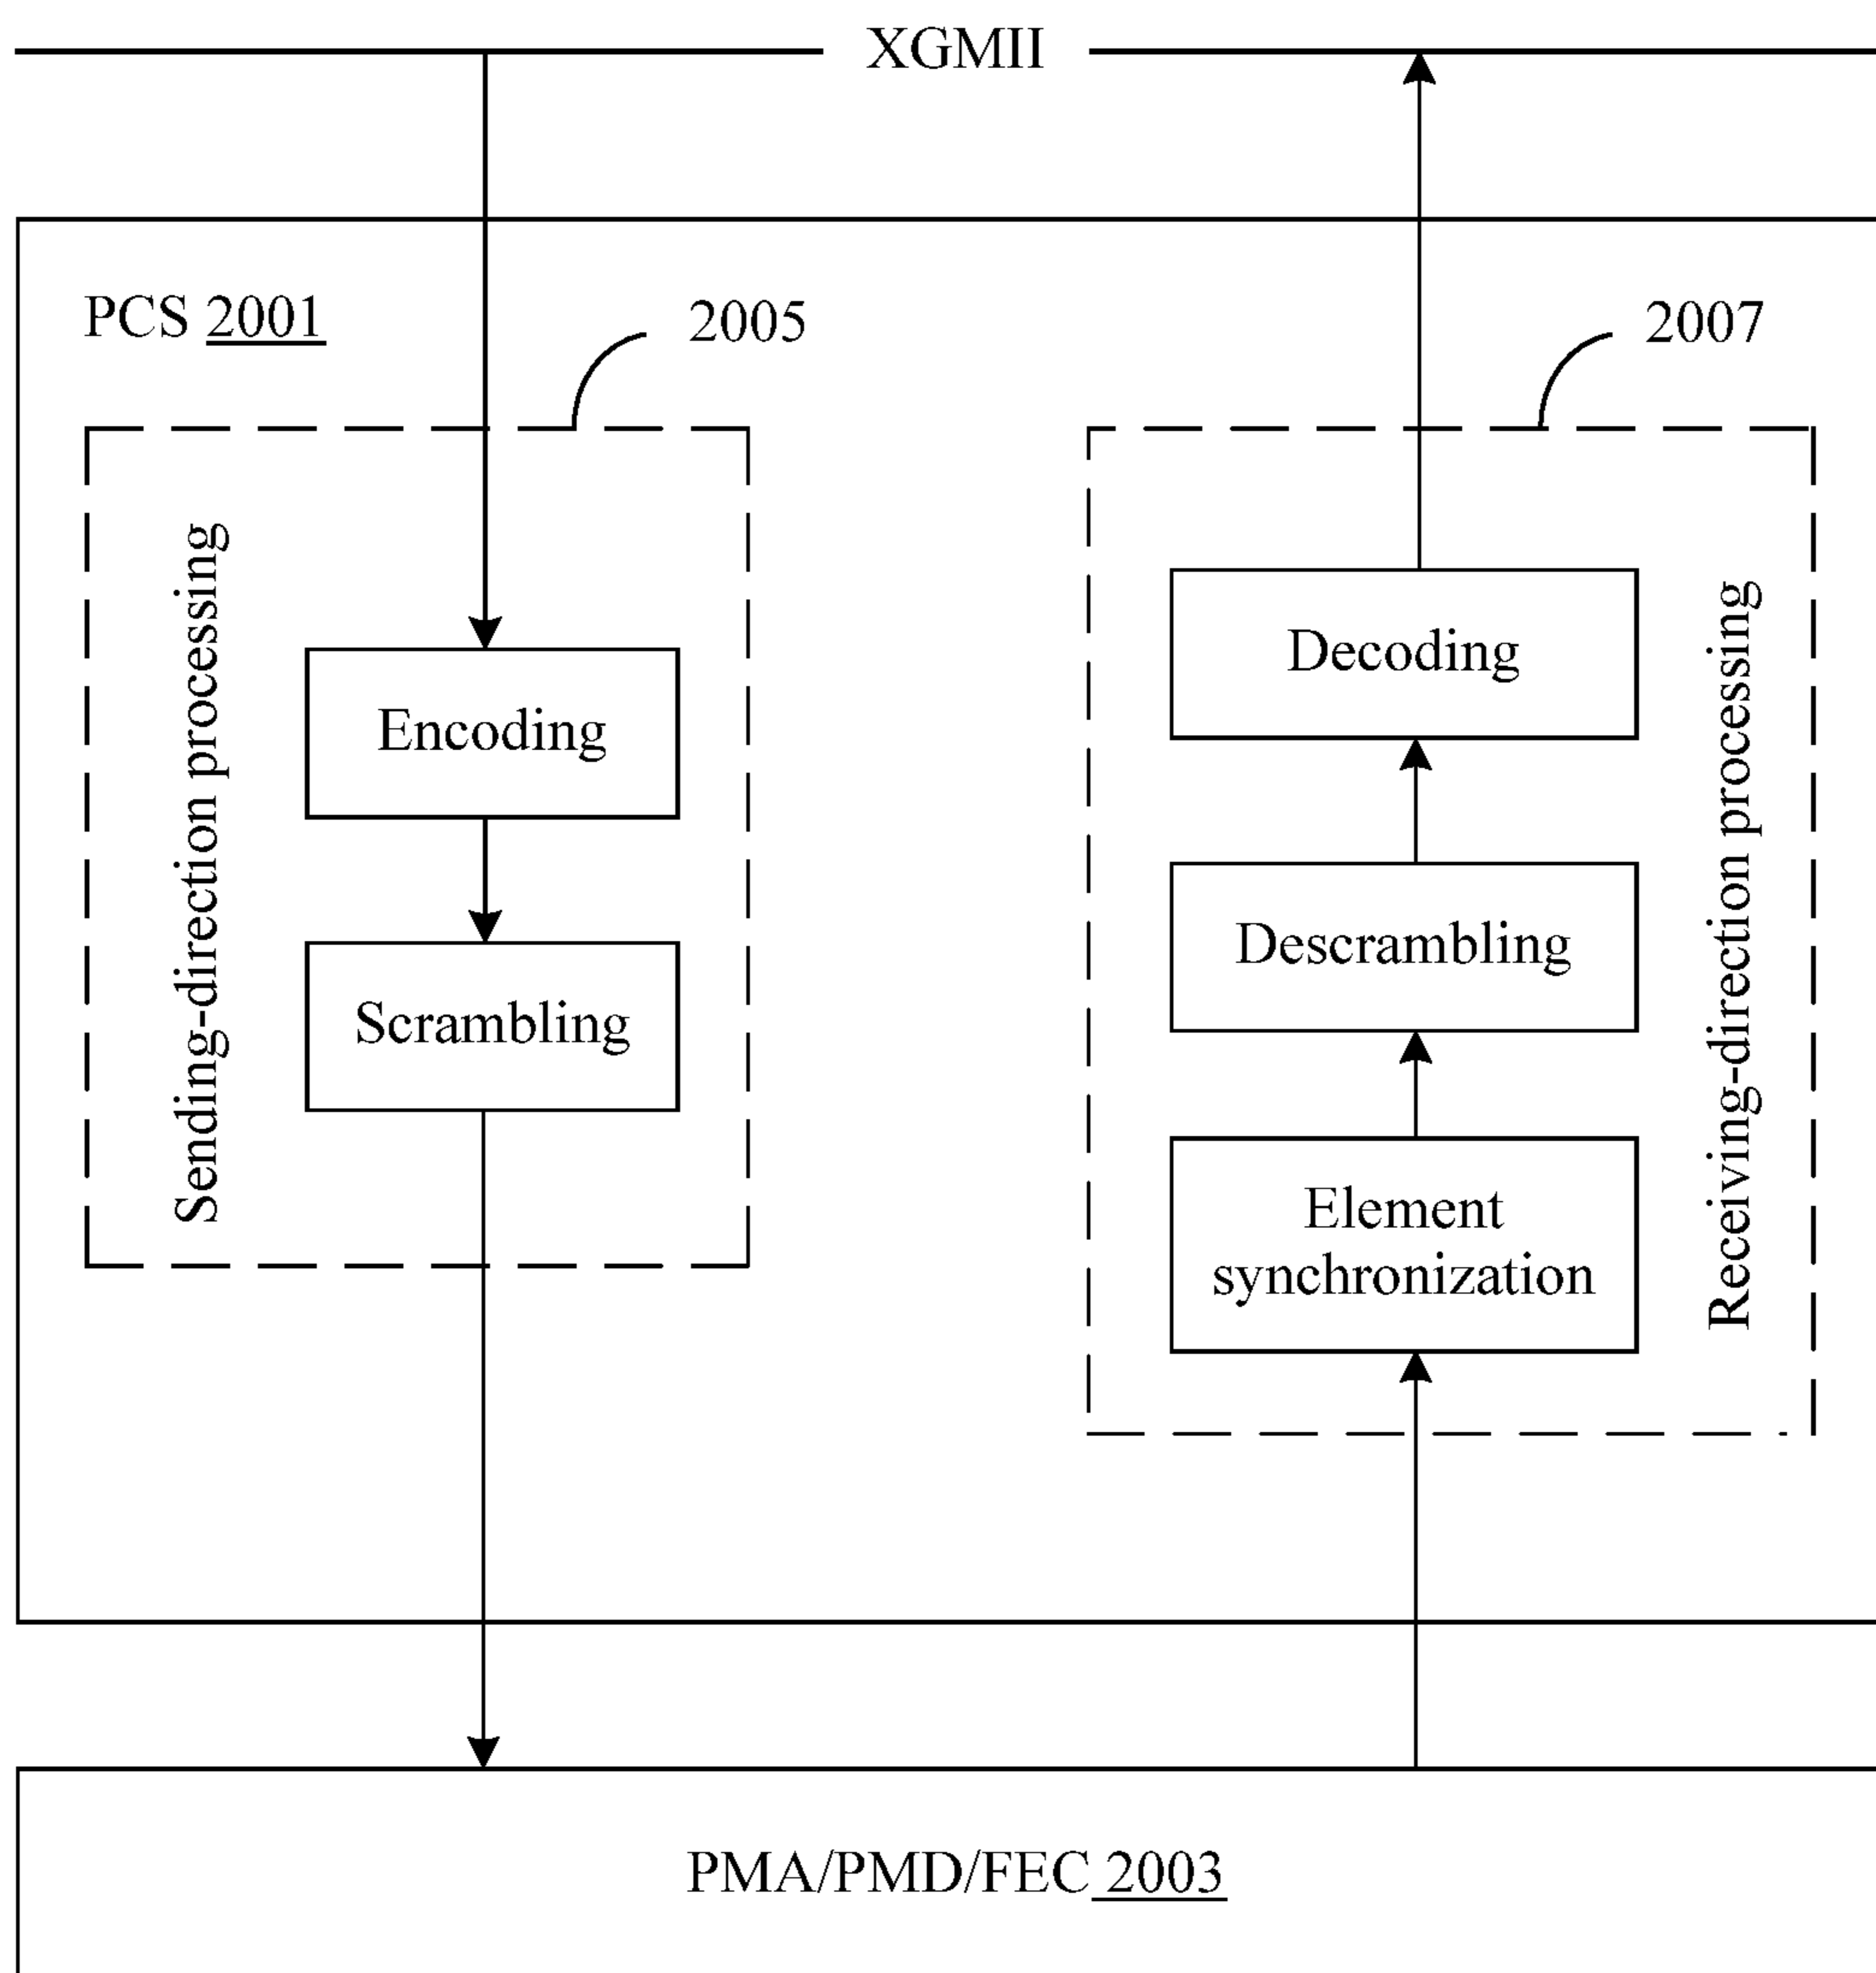 XGMII
PCS 2001
2005
2007
Sending-direction processing
Encoding
Scrambling
Decoding
Descrambling
Element
synchronization
Receiving-direction processing
PMA/PMD/FEC 2003